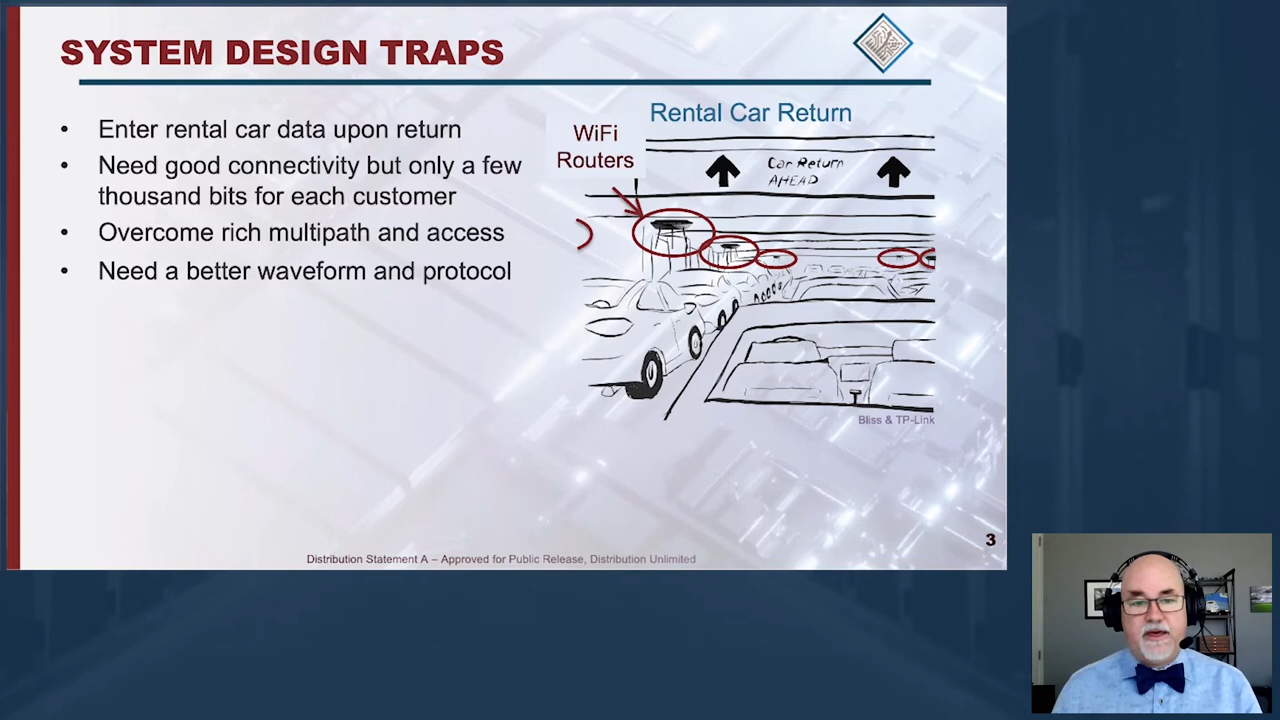 SYSTEM DESIGN TRAPS
• Enter rental car data upon return
• Need good connectivity but only a few
thousand bits for each customer
• Overcome rich multipath and access
• Need a better waveform and protocol
Rental Car Return
WiFi
Routers
Car Return
AHEAD
Bliss & TP-Link
3
Distribution Statement A – Approved for Public Release, Distribution Unlimited